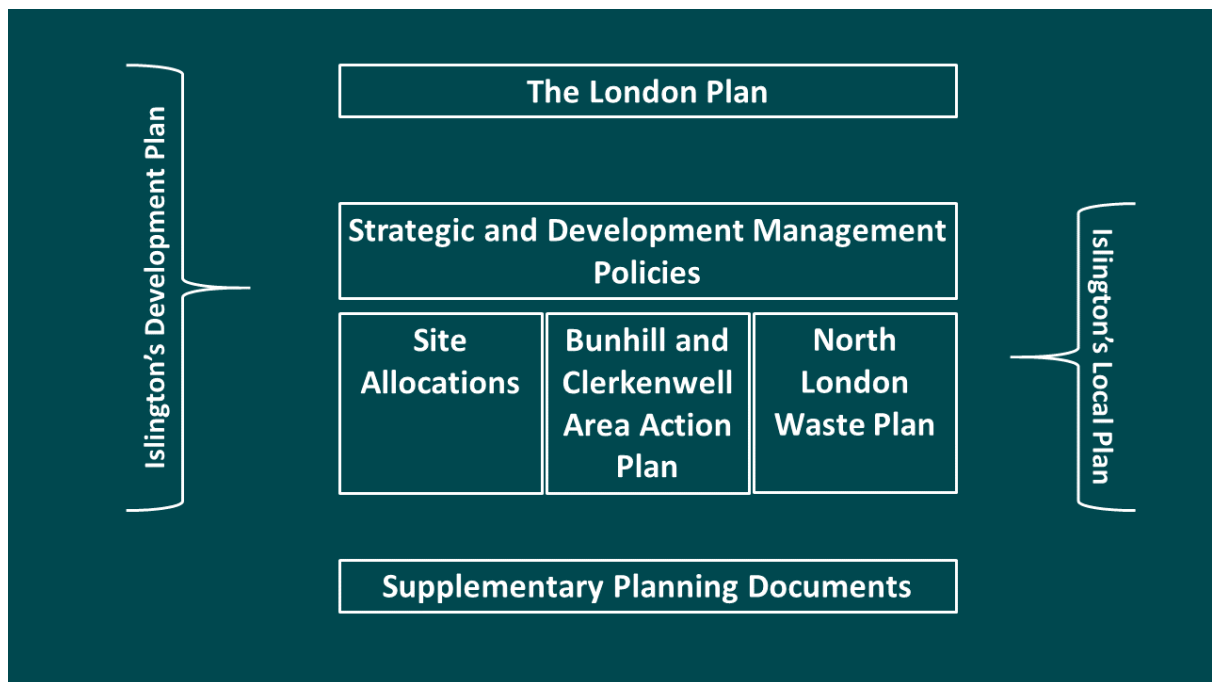 The London Plan
Islington’s Development Plan
Strategic and Development Management
Policies
Islington’s Local Plan
Site
Allocations
Bunhill and
Clerkenwell
Area Action
Plan
North
London
Waste Plan
Supplementary Planning Documents